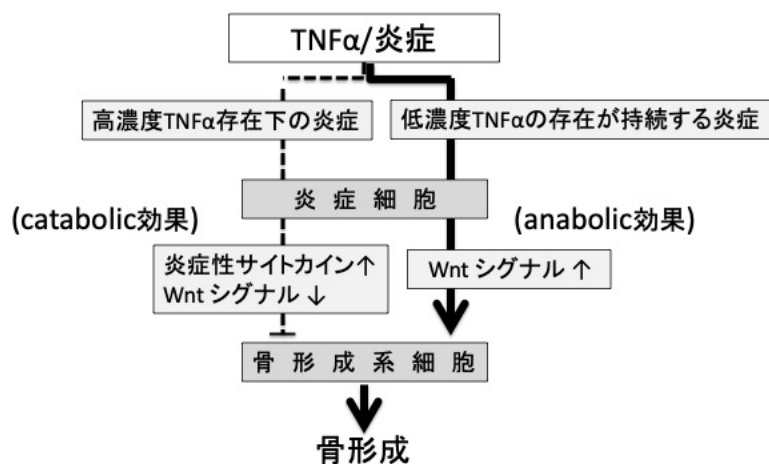 TNFα/炎症
高濃度TNFα存在下の炎症
低濃度TNFαの存在が持続する炎症
炎症細胞
(catabolic効果)
(anabolic効果)
炎症性サイトカイン↑
Wnt シグナル ↓
Wnt シグナル ↑
骨形成系細胞
骨形成